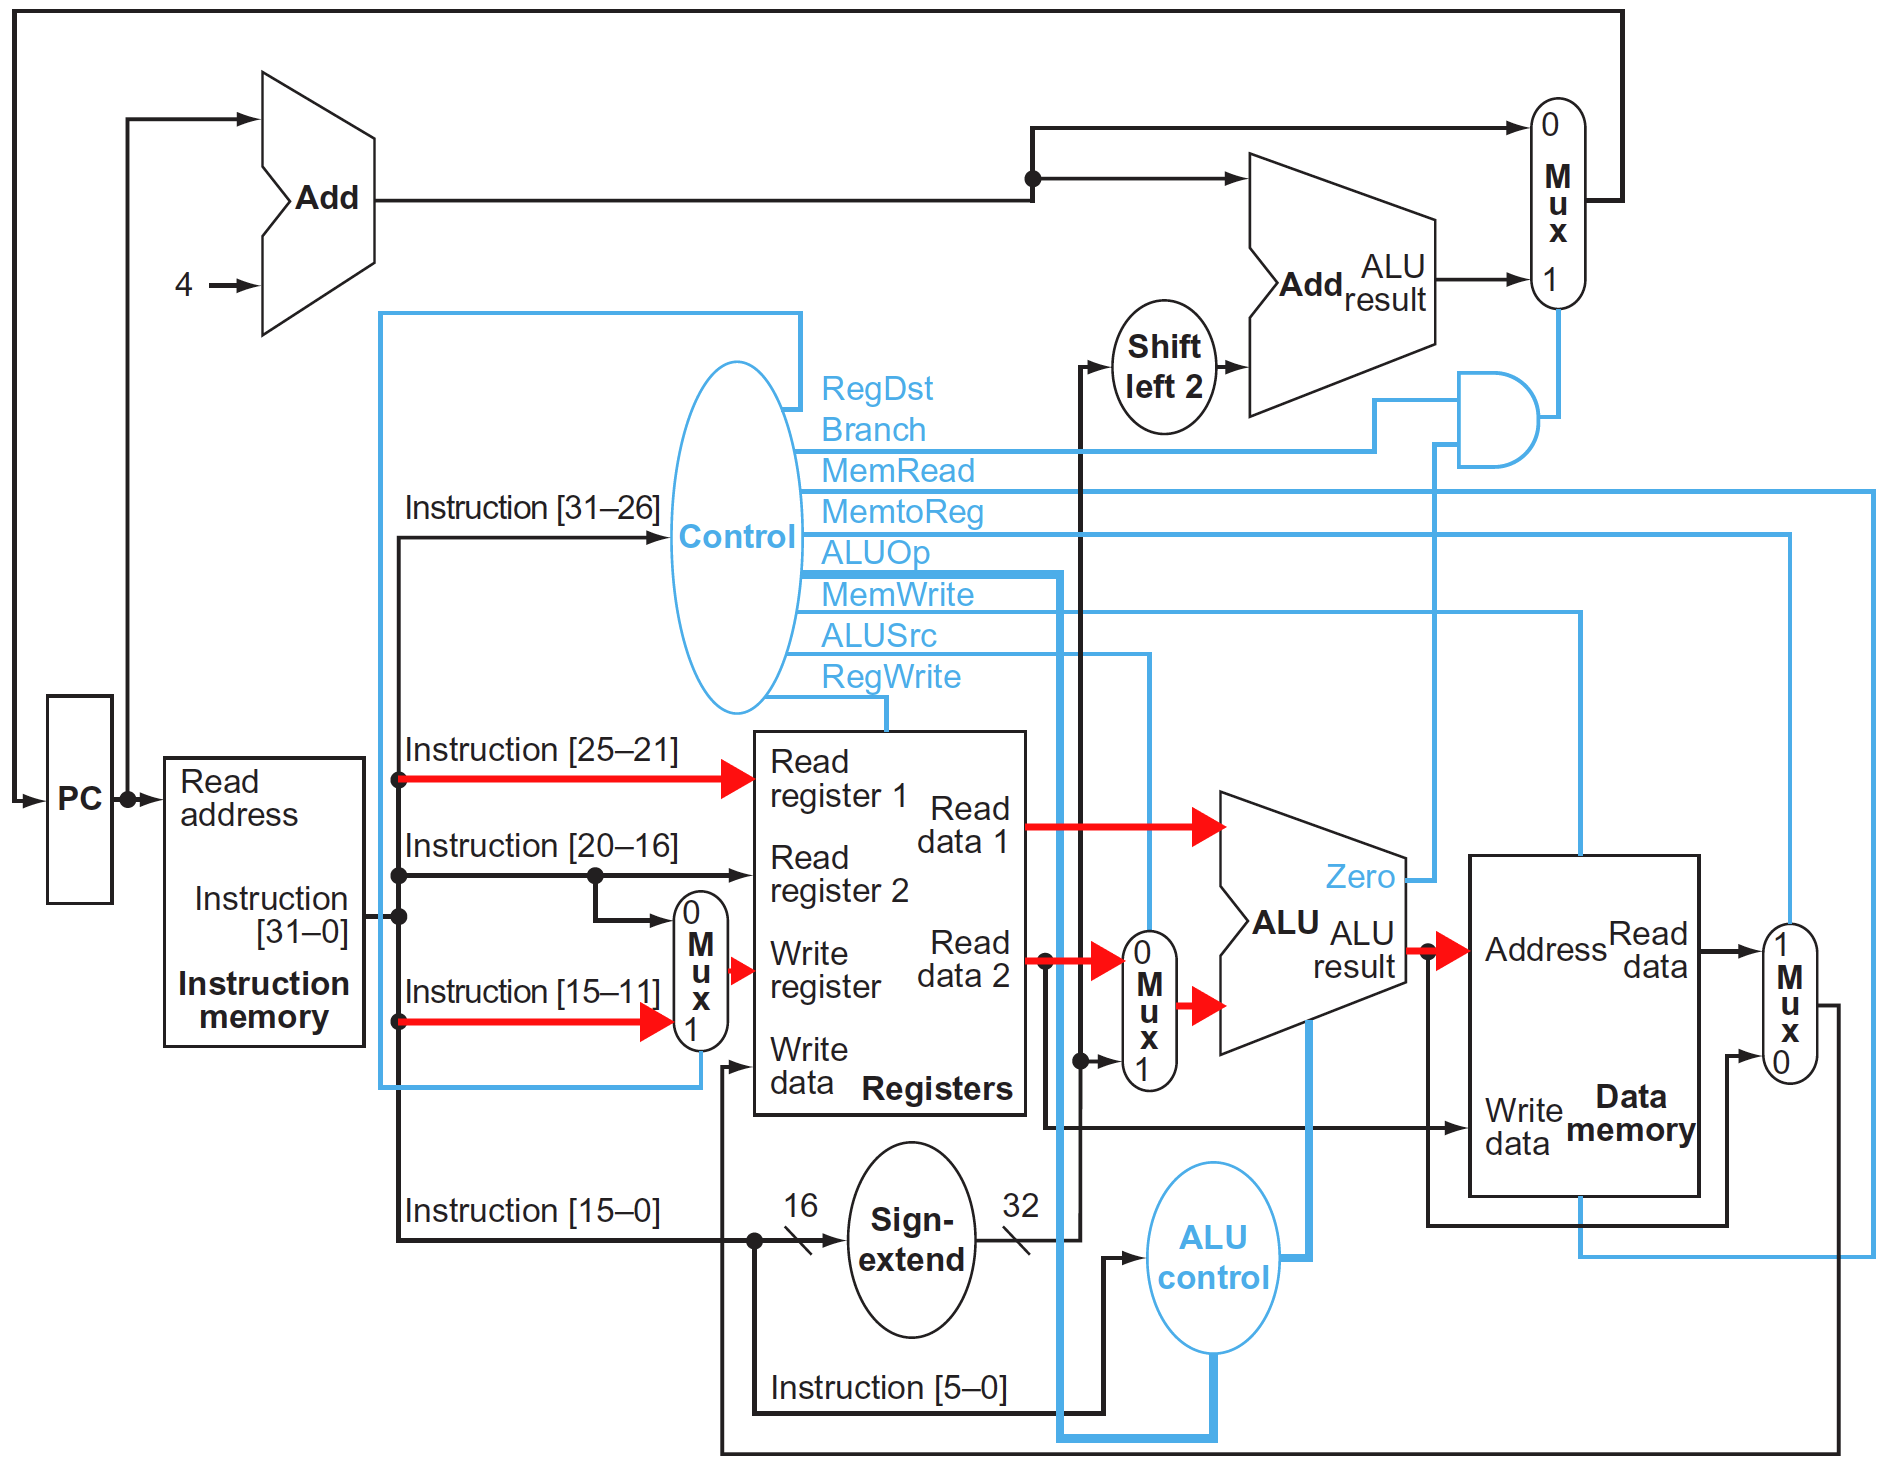 0
M
u
x
1
Add
4
Add
ALU
result
Shift
left 2
RegDst
Branch
MemRead
MemtoReg
ALUOp
MemWrite
ALUSrc
RegWrite
Instruction [31–26]
Control
Instruction [25–21]
Instruction [20–16]
Instruction [15–11]
PC
Read
address
Instruction
[31–0]
Instruction
memory
0
M
u
x
1
Read
register 1
Read
register 2
Write
register
Write
data
Read
data 1
Read
data 2
Registers
0
M
u
x
1
Zero
ALU
ALU
result
Address
Read
data
Write
data
Data
memory
1
M
u
x
0
Instruction [15–0]
16
Sign-
extend
32
ALU
control
Instruction [5–0]